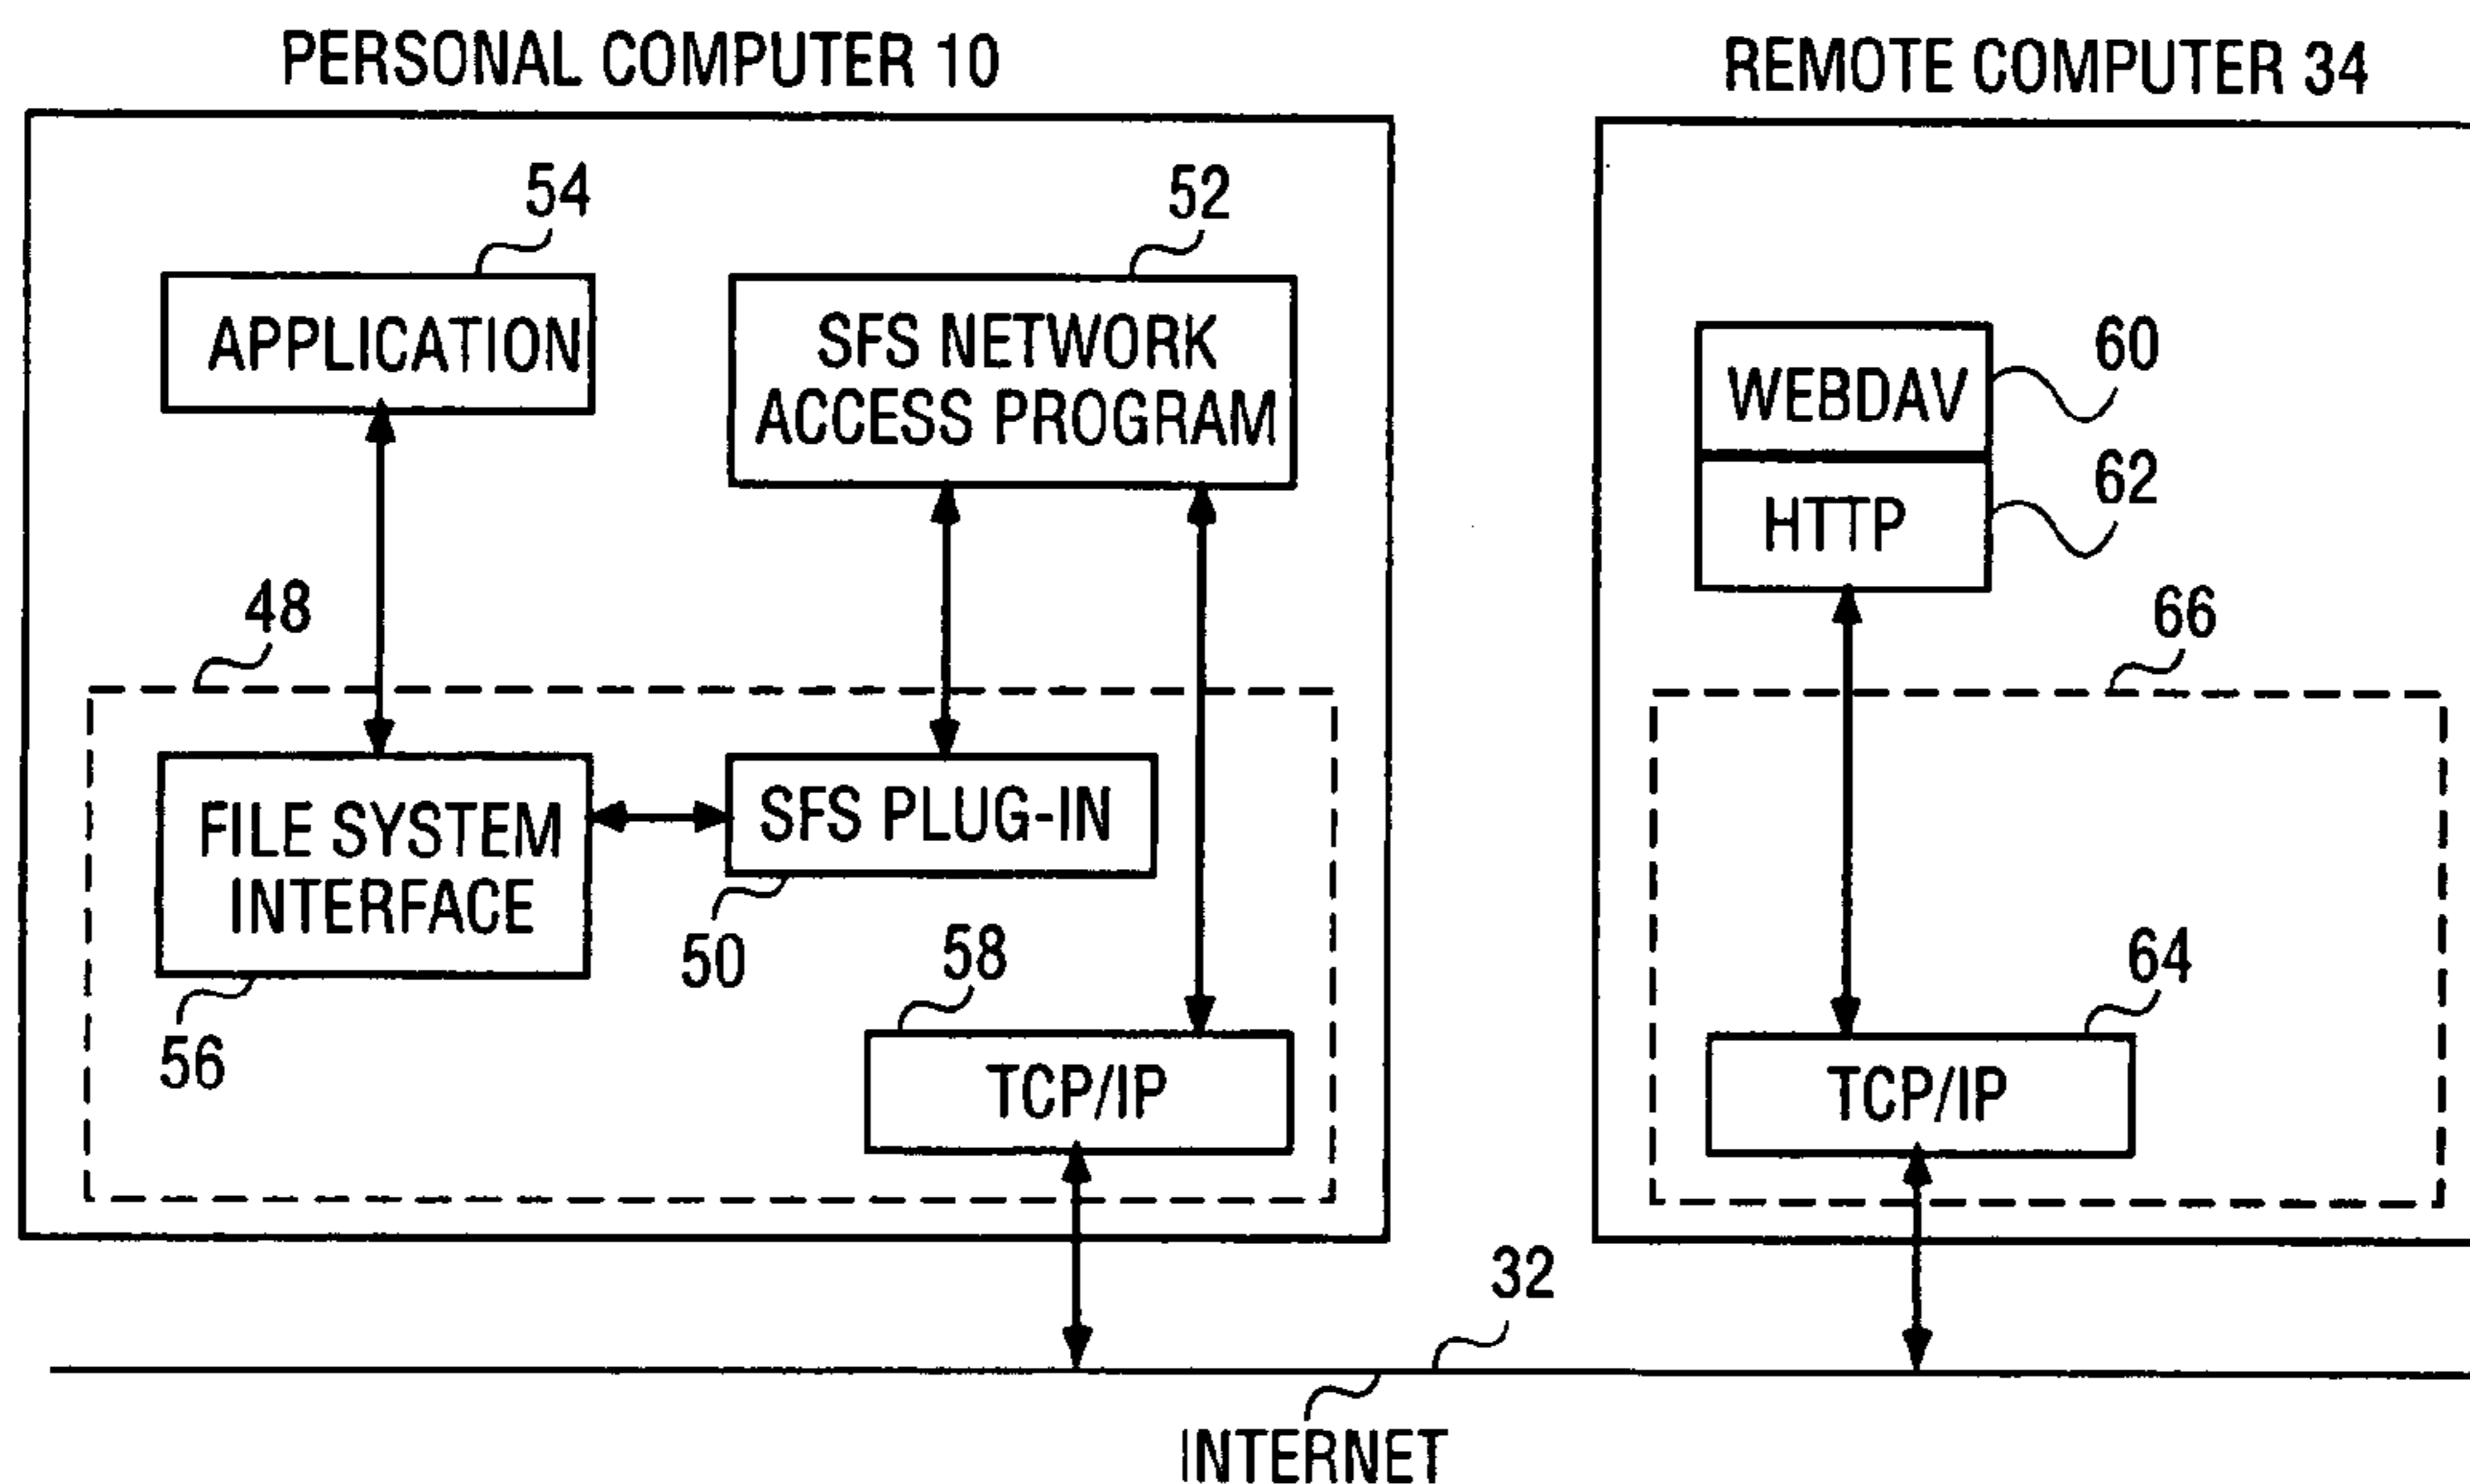 PERSONAL COMPUTER 10
REMOTE COMPUTER 34
54
52
APPLICATION
SFS NETWORK
ACCESS PROGRAM
WEBDAV
60
HTTP
62
48
66
FILE SYSTEM
INTERFACE
SFS PLUG-IN
50
58
64
56
TCP/IP
TCP/IP
32
INTERNET